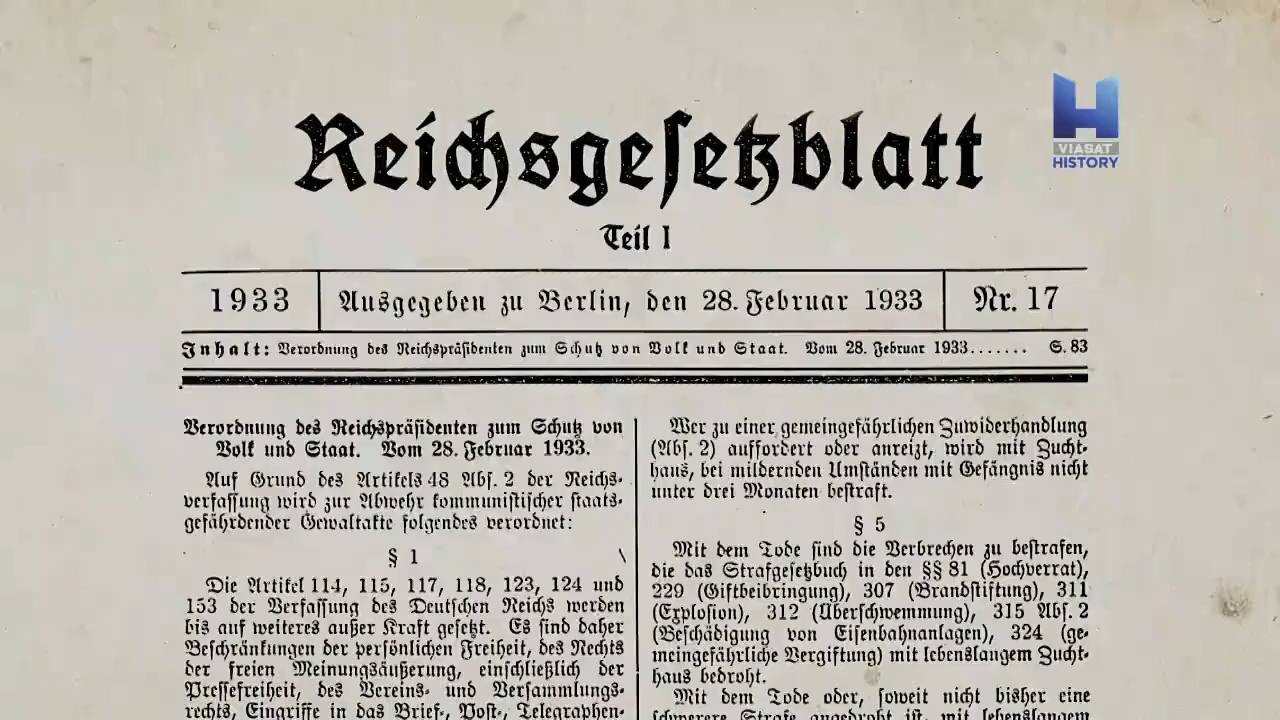 Reichsgesetzblatt
VIASAT
HISTORY
Teil I
1933
Ausgegeben zu Berlin, den 28. Februar 1933
Nr. 17
Inhalt: Verordnung des Reichspräsidenten zum Schutz von Volk und Staat. Vom 28. Februar 1933....... S. 83
Verordnung des Reichspräsidenten zum Schutz von
Volk und Staat. Vom 28. Februar 1933.
Auf Grund des Artikels 48 Abs. 2 der Reichs-
verfassung wird zur Abwehr kommunistischer staats-
gefährdender Gewaltakte folgendes verordnet:
§ 1
Die Artikel 114, 115, 117, 118, 123, 124 und
153 der Verfassung des Deutschen Reichs werden
bis auf weiteres außer Kraft gesetzt. Es sind daher
Beschränkungen der persönlichen Freiheit, des Rechts
der freien Meinungsäußerung, einschließlich der
Pressefreiheit, des Vereins- und Versammlungs-
rechts, Eingriffe in das Brief-, Post-, Telegraphen-
Wer zu einer gemeingefährlichen Zuwiderhandlung
(Abs. 2) auffordert oder anreizt, wird mit Zucht-
haus, bei mildernden Umständen mit Gefängnis nicht
unter drei Monaten bestraft.
§ 5
Mit dem Tode sind die Verbrechen zu bestrafen,
die das Strafgesetzbuch in den §§ 81 (Hochverrat),
229 (Giftbeibringung), 307 (Brandstiftung), 311
(Explosion), 312 (Überschwemmung), 315 Abs. 2
(Beschädigung von Eisenbahnanlagen), 324 (ge-
meingefährliche Vergiftung) mit lebenslangem Zucht-
haus bedroht.
Mit dem Tode oder, soweit nicht bisher eine
schwerere Strafe angedroht ist, mit lebenslangem